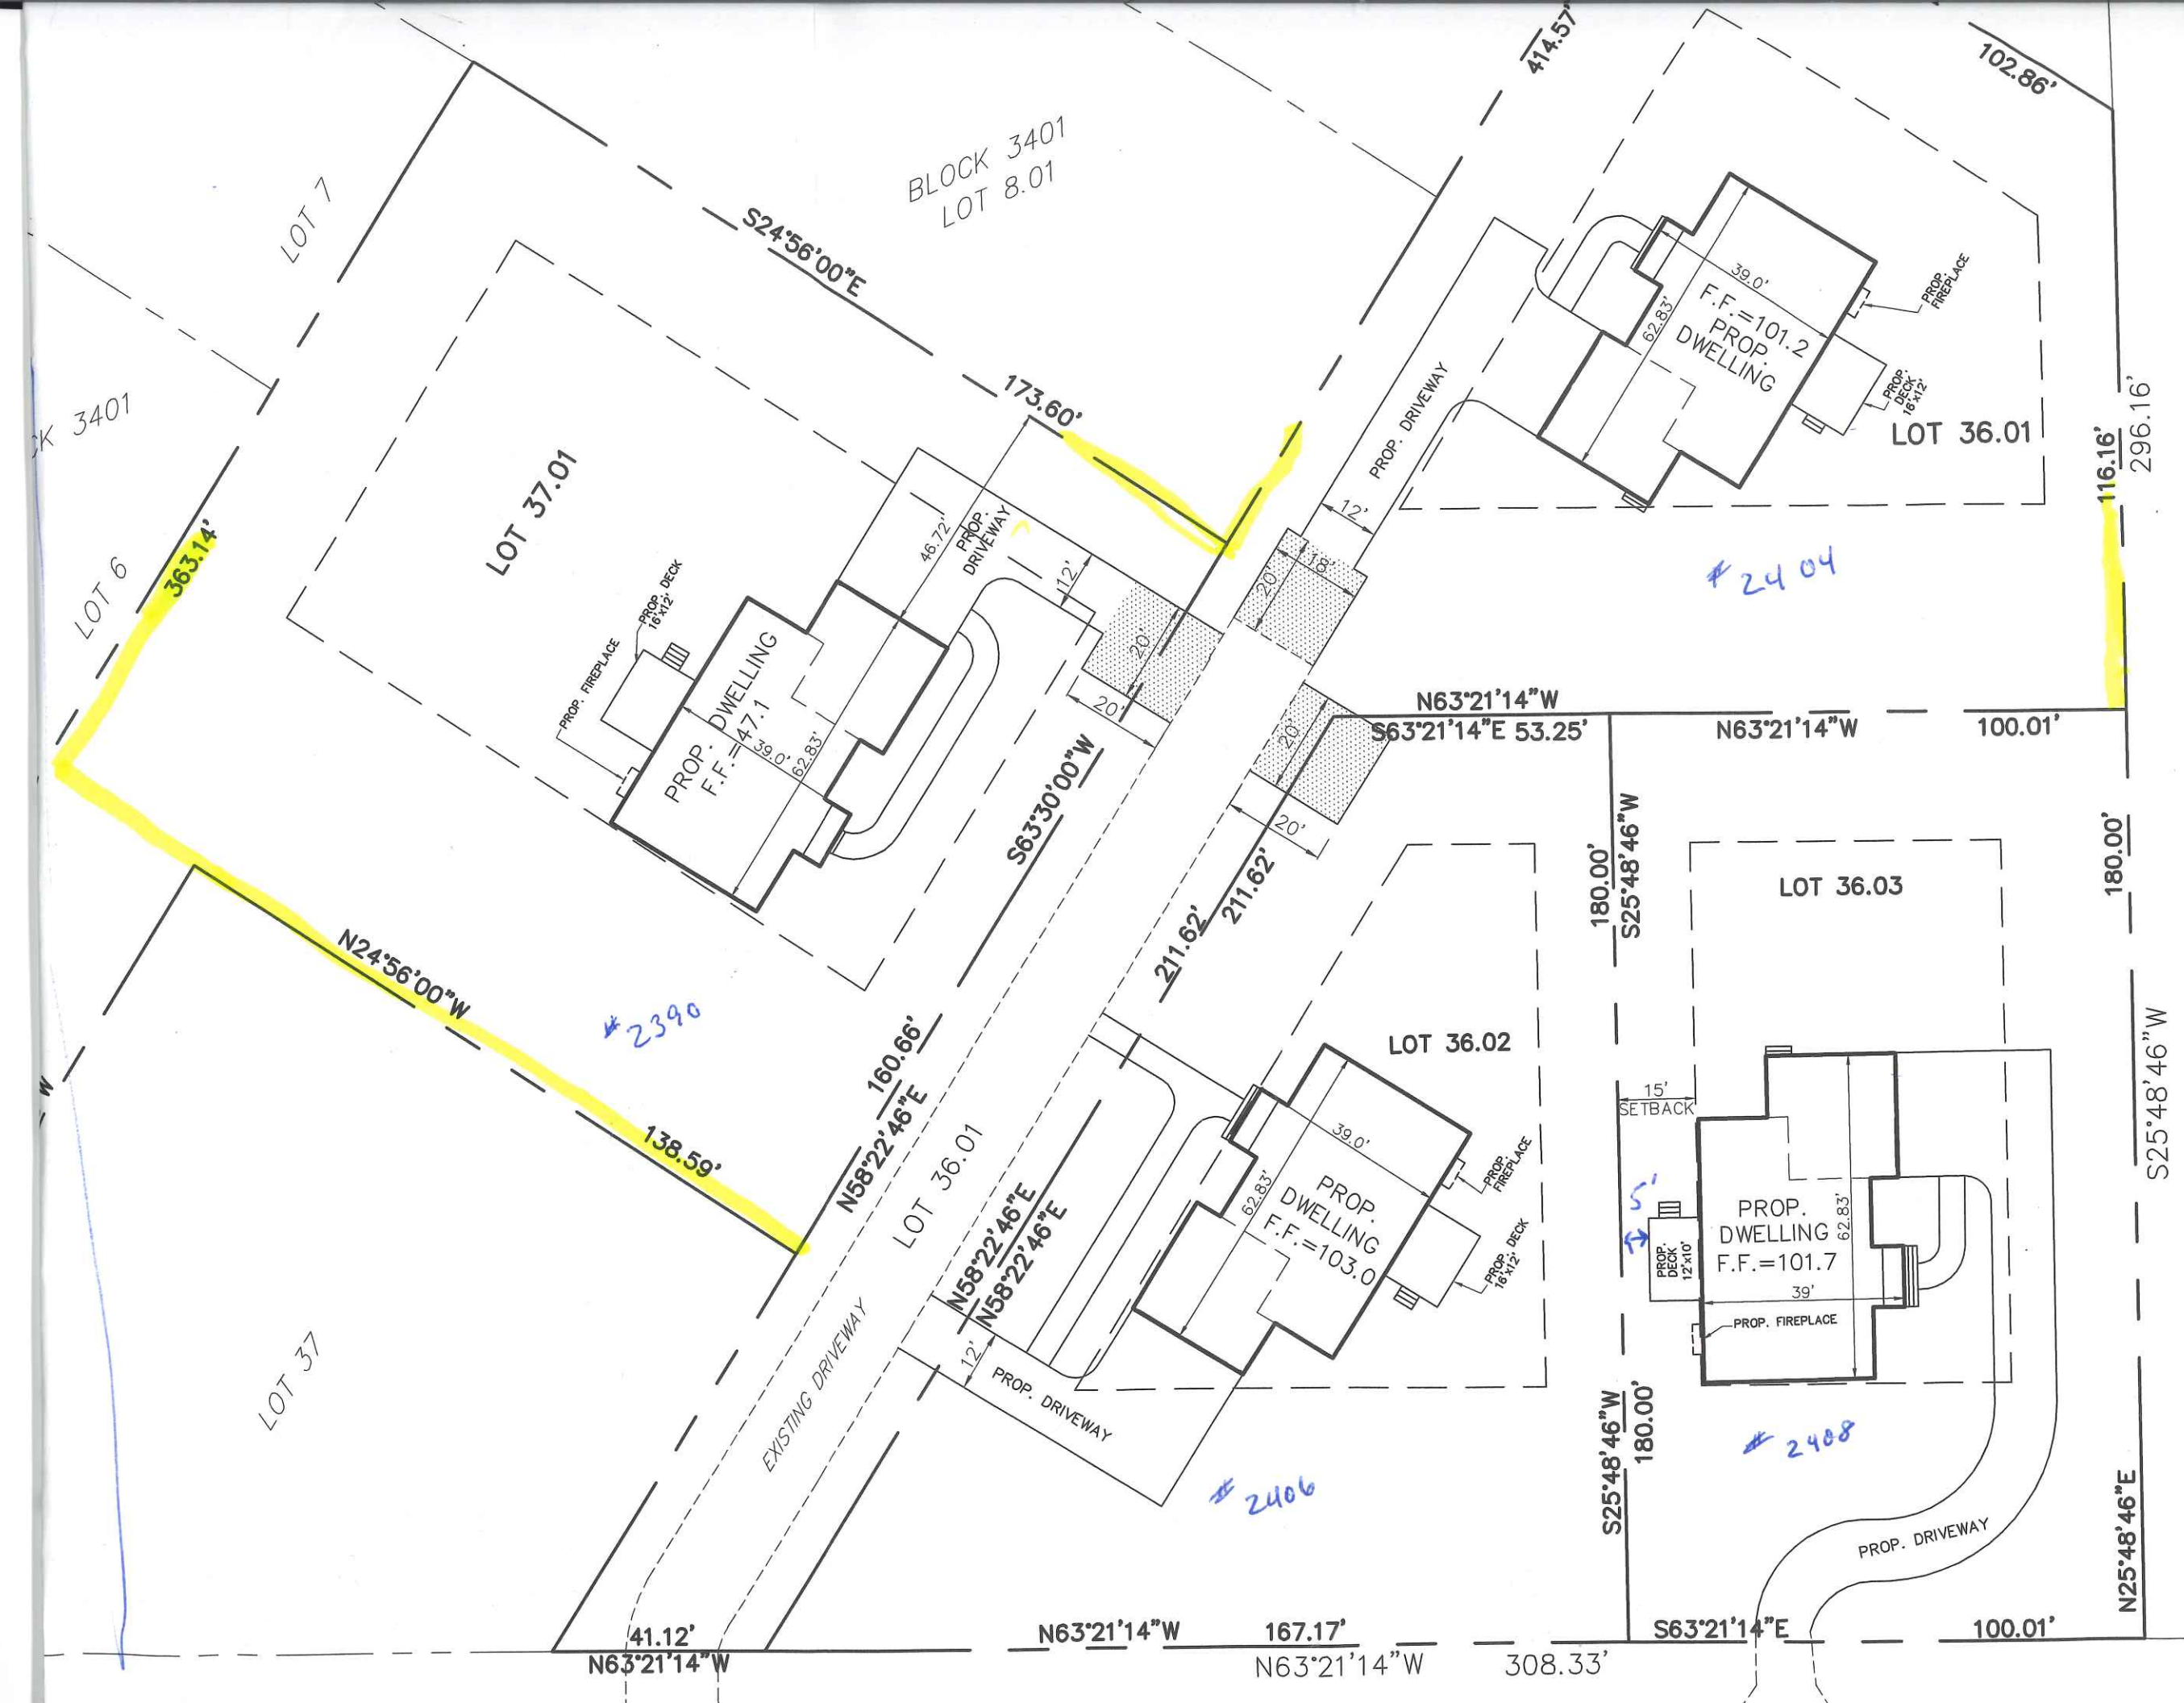 414.57'
102.86'
BLOCK 3401
LOT 8.01
LOT 7
S24°56'00"E
39.0'
62.83'
F.F.=101.2
PROP.
DWELLING
PROP.
FIREPLACE
PROP.
DECK
16'x12'
LOT 36.01
116.16'
296.16'
PROP. DRIVEWAY
12'
173.60'
3401
LOT 37.01
46.72'
PROP.
DRIVEWAY
12'
363.14'
LOT 6
20'
18'
# 2404
PROP. DECK
16'x12'
PROP. FIREPLACE
PROP. DWELLING
F.F.=47.1
39.0'
62.83'
20'
20'
20'
20'
N63°21'14"W
S63°21'14"E 53.25'
N63°21'14"W
100.01'
S63°30'00"W
211.62'
211.62'
180.00'
S25°48'46"W
180.00'
LOT 36.03
N24°56'00"W
# 2390
138.59'
160.66'
N58°22'46"E
LOT 36.01
LOT 36.02
39.0'
62.83'
PROP.
DWELLING
F.F.=103.0
PROP.
FIREPLACE
PROP. DECK
16'x12'
15'
SETBACK
5'
PROP.
DECK
12'x10'
PROP.
DWELLING
F.F.=101.7
62.83'
39'
PROP. FIREPLACE
S25°48'46"W
W
LOT 37
EXISTING DRIVEWAY
N58°22'46"E
N58°22'46"E
12'
PROP. DRIVEWAY
# 2406
S25°48'46"W
180.00'
# 2408
PROP. DRIVEWAY
N25°48'46"E
41.12'
N63°21'14"W
N63°21'14"W
167.17'
N63°21'14"W
308.33'
S63°21'14"E
100.01'